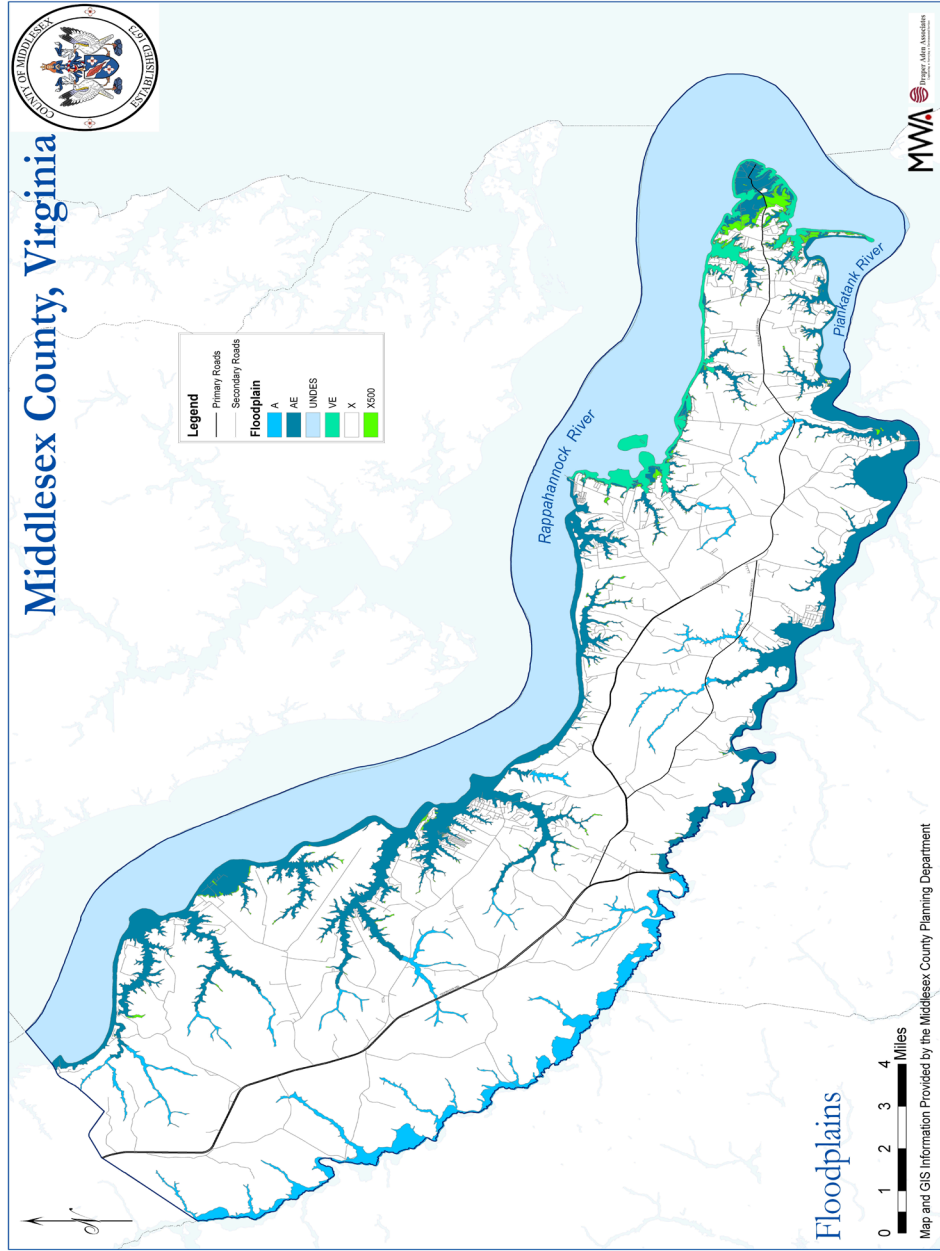 Middlesex County, Virginia
COUNTY OF MIDDLESEX
ESTABLISHED 1673
Legend
Primary Roads
Secondary Roads
Floodplain
A
AE
UNDES
VE
X
X500
Rappahannock River
Piankatank River
N
Floodplains
0 1 2 3 4
Miles
Map and GIS Information Provided by the Middlesex County Planning Department
MWA
Draper Aden Associates